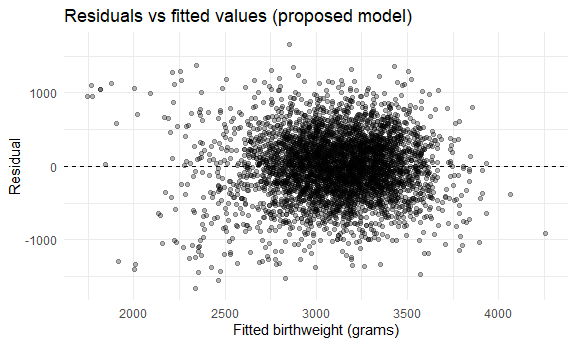 Residuals vs fitted values (proposed model)
Residual
1000
0
-1000
2000 2500 3000 3500 4000
Fitted birthweight (grams)